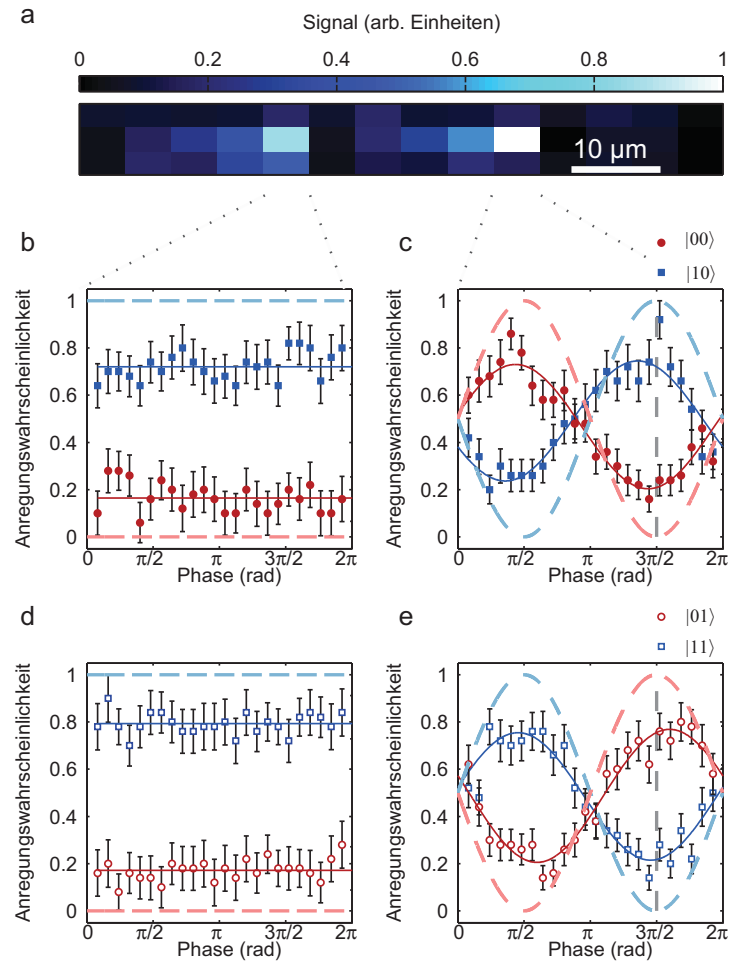 a
Signal (arb. Einheiten)
0 0.2 0.4 0.6 0.8 1
10 μm
b
c
|00⟩
|10⟩
Anregungswahrscheinlichkeit
1
0.8
0.6
0.4
0.2
0
0 π/2 π 3π/2 2π
Phase (rad)
Anregungswahrscheinlichkeit
1
0.8
0.6
0.4
0.2
0
0 π/2 π 3π/2 2π
Phase (rad)
d
e
|01⟩
|11⟩
Anregungswahrscheinlichkeit
1
0.8
0.6
0.4
0.2
0
0 π/2 π 3π/2 2π
Phase (rad)
Anregungswahrscheinlichkeit
1
0.8
0.6
0.4
0.2
0
0 π/2 π 3π/2 2π
Phase (rad)